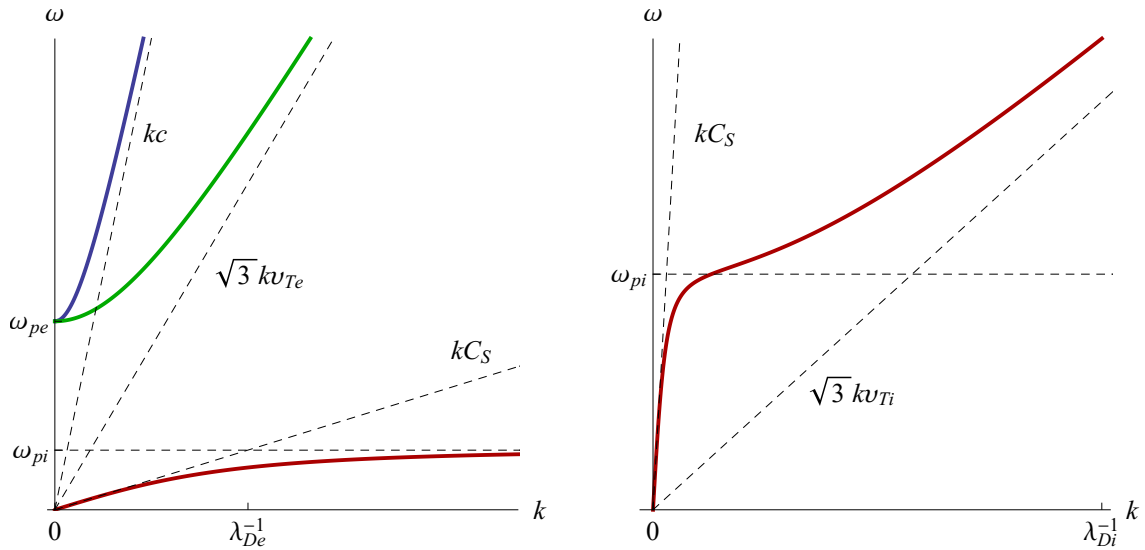 ω
kc
√3 kυ_Te
ω_pe
kC_S
ω_pi
0
λ_De^-1
k
ω
kC_S
ω_pi
√3 kυ_Ti
0
λ_Di^-1
k